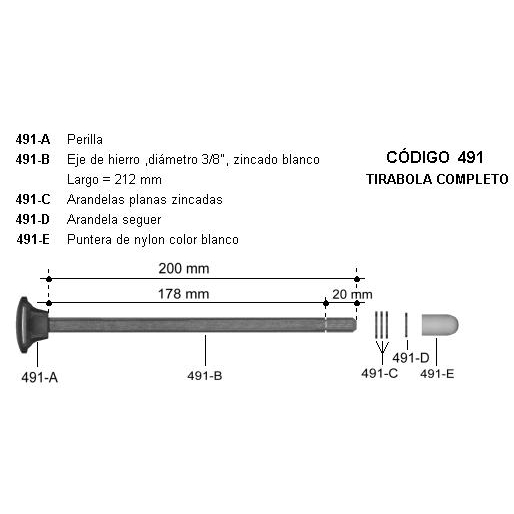 491-A Perilla
491-B Eje de hierro ,diámetro 3/8", zincado blanco
Largo = 212 mm
491-C Arandelas planas zincadas
491-D Arandela seguer
491-E Puntera de nylon color blanco
CÓDIGO 491
TIRABOLA COMPLETO
200 mm
178 mm
20 mm
491-A
491-B
491-C
491-D
491-E